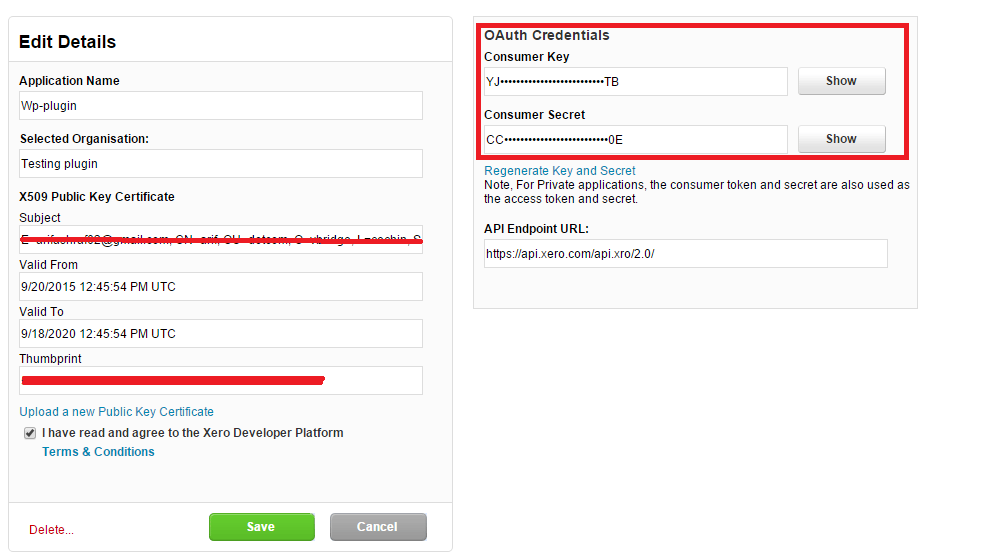 Edit Details
Application Name
Wp-plugin
Selected Organisation:
Testing plugin
X509 Public Key Certificate
Subject
Valid From
9/20/2015 12:45:54 PM UTC
Valid To
9/18/2020 12:45:54 PM UTC
Thumbprint
Upload a new Public Key Certificate
I have read and agree to the Xero Developer Platform
Terms & Conditions
Delete...
Save
Cancel
OAuth Credentials
Consumer Key
YJ••••••••••••••••••••••••••TB
Show
Consumer Secret
CC••••••••••••••••••••••••••0E
Show
Regenerate Key and Secret
Note, For Private applications, the consumer token and secret are also used as
the access token and secret.
API Endpoint URL:
https://api.xero.com/api.xro/2.0/